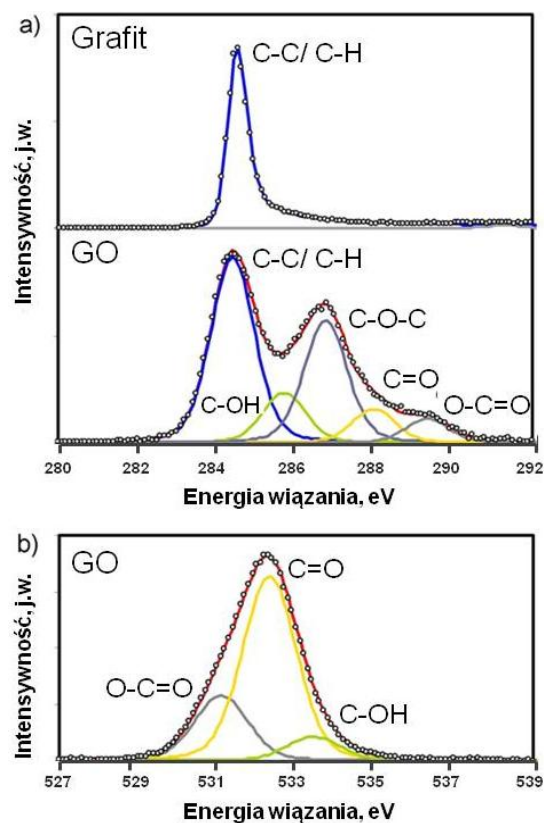 a)
Grafit
C-C/ C-H
GO
C-C/ C-H
C-O-C
C=O
C-OH
O-C=O
Intensywność, j.w.
280 282 284 286 288 290 292
Energia wiązania, eV
b)
GO
C=O
O-C=O
C-OH
Intensywność, j.w.
527 529 531 533 535 537 539
Energia wiązania, eV